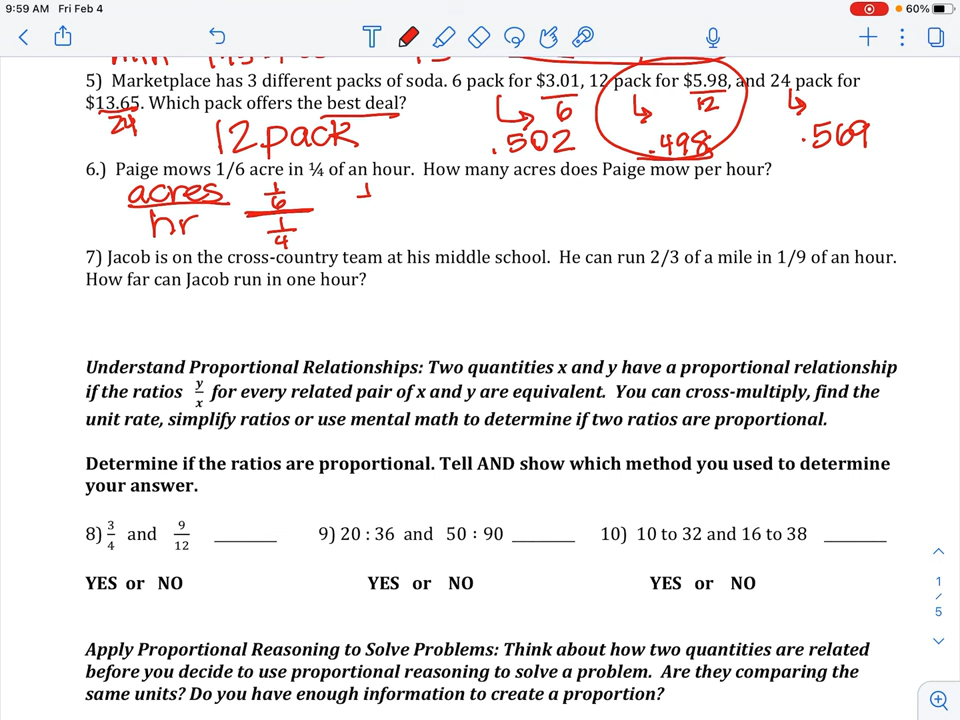 9:59 AM Fri Feb 4 60%
5) Marketplace has 3 different packs of soda. 6 pack for $3.01, 12 pack for $5.98, and 24 pack for
6 12
$13.65. Which pack offers the best deal?
24
12 pack .502 .498 .569
6.) Paige mows 1/6 acre in ¼ of an hour. How many acres does Paige mow per hour?
acres 1/6 1
hr 1/4
7) Jacob is on the cross-country team at his middle school. He can run 2/3 of a mile in 1/9 of an hour.
How far can Jacob run in one hour?
Understand Proportional Relationships: Two quantities x and y have a proportional relationship
if the ratios y/x for every related pair of x and y are equivalent. You can cross-multiply, find the
unit rate, simplify ratios or use mental math to determine if two ratios are proportional.
Determine if the ratios are proportional. Tell AND show which method you used to determine
your answer.
8) 3/4 and 9/12 ________ 9) 20 : 36 and 50 : 90 ________ 10) 10 to 32 and 16 to 38 ________
YES or NO YES or NO YES or NO
Apply Proportional Reasoning to Solve Problems: Think about how two quantities are related
before you decide to use proportional reasoning to solve a problem. Are they comparing the
same units? Do you have enough information to create a proportion?
1
/
5